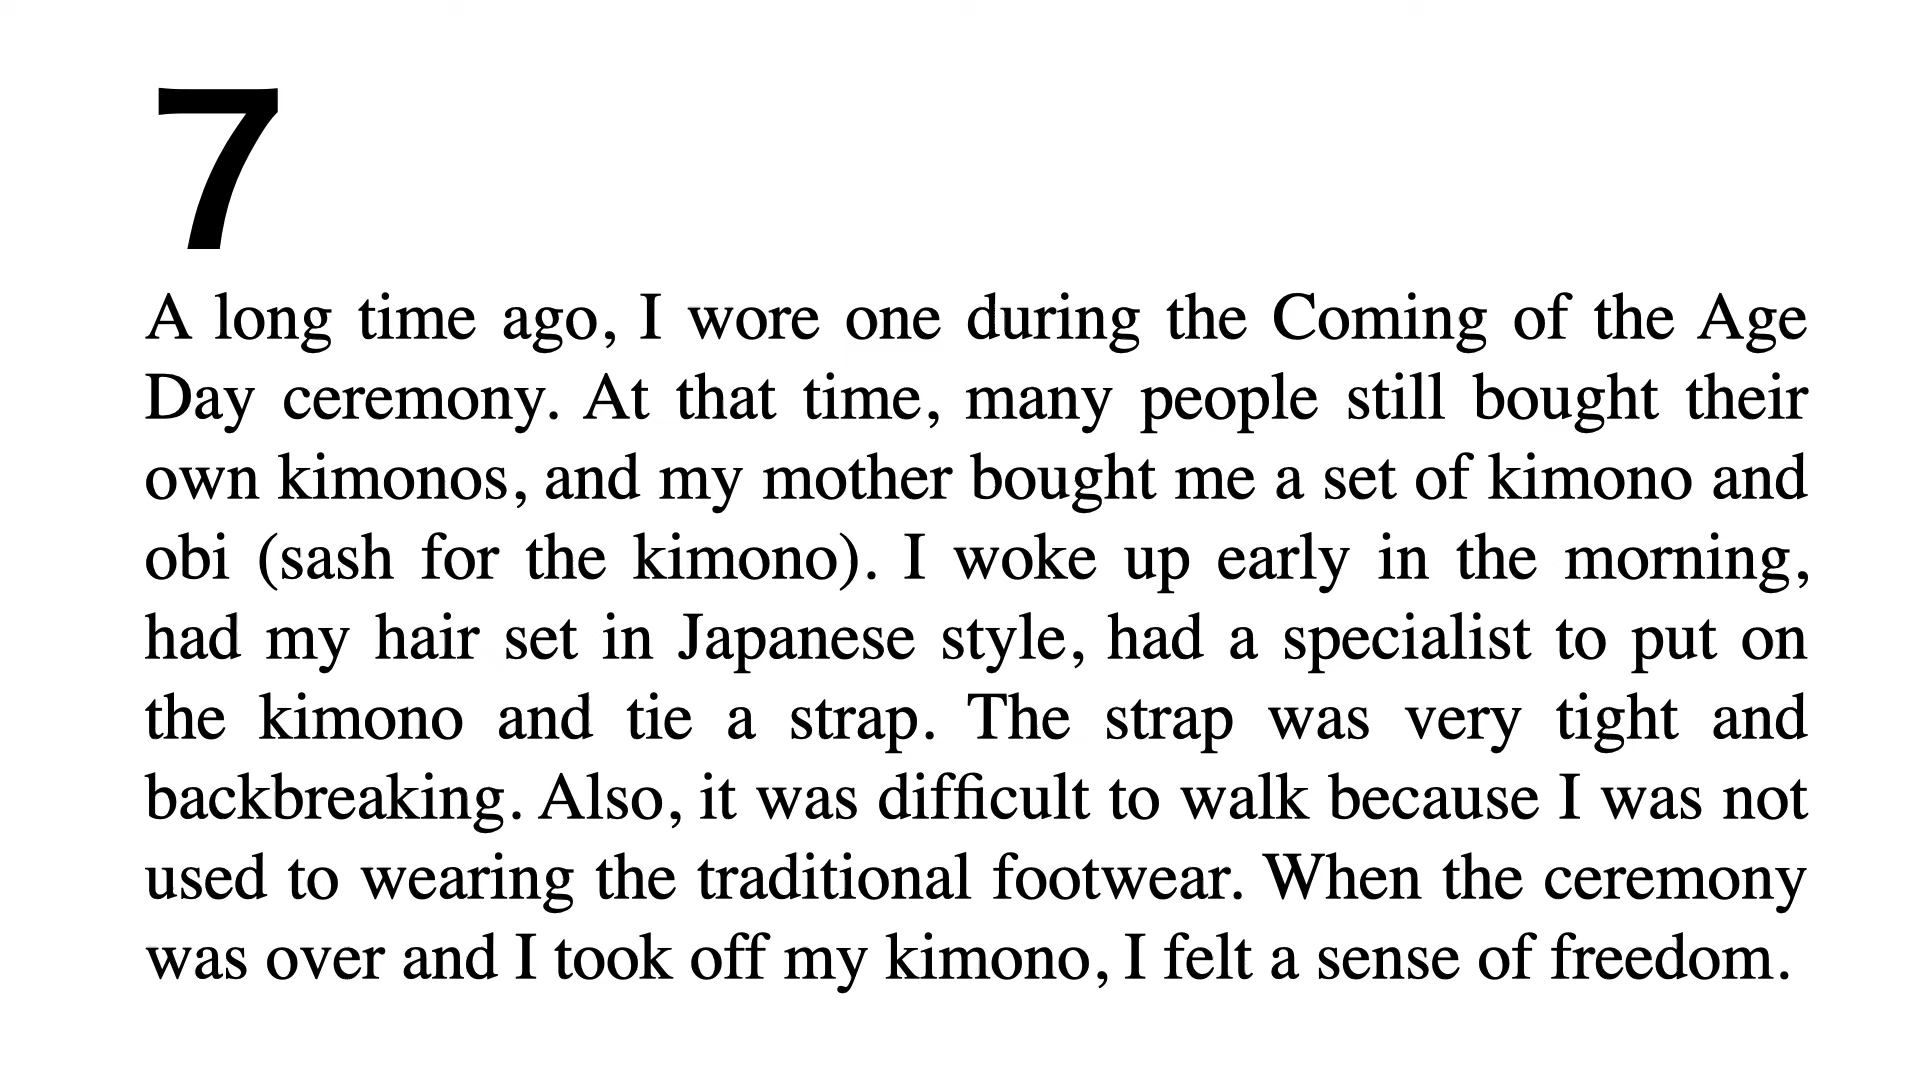 7
A long time ago, I wore one during the Coming of the Age
Day ceremony. At that time, many people still bought their
own kimonos, and my mother bought me a set of kimono and
obi (sash for the kimono). I woke up early in the morning,
had my hair set in Japanese style, had a specialist to put on
the kimono and tie a strap. The strap was very tight and
backbreaking. Also, it was difficult to walk because I was not
used to wearing the traditional footwear. When the ceremony
was over and I took off my kimono, I felt a sense of freedom.